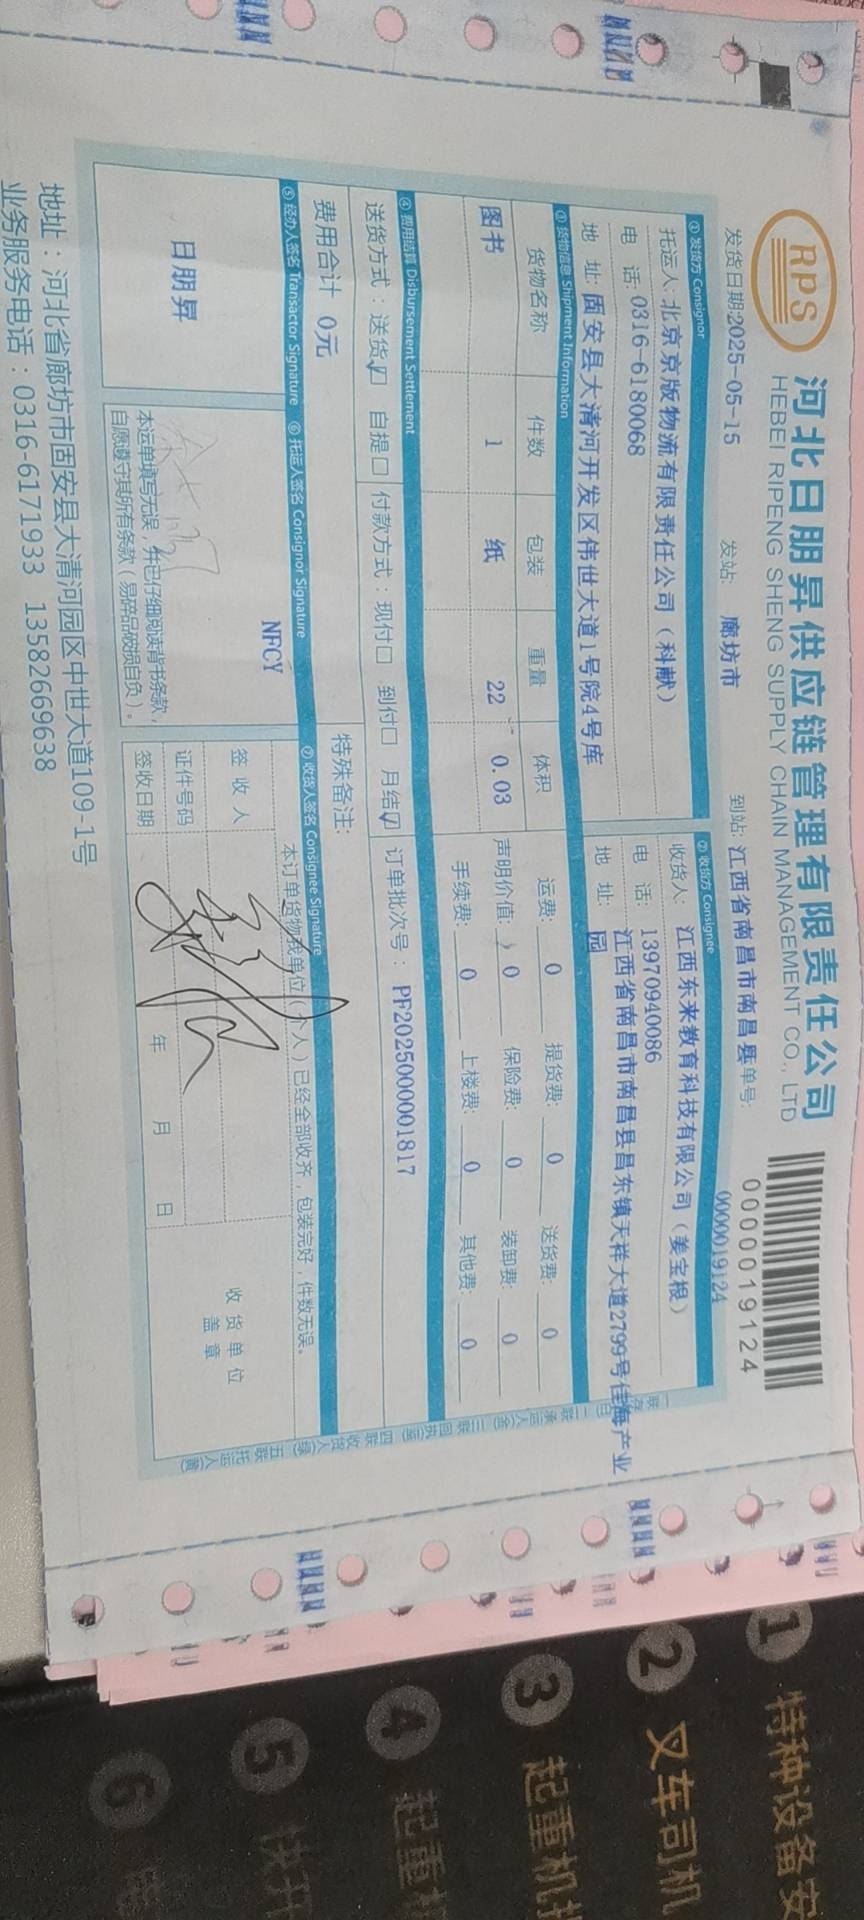 RPS
河北日朋昇供应链管理有限责任公司
HEBEI RIPENG SHENG SUPPLY CHAIN MANAGEMENT CO., LTD
0000019124
发货日期:2025-05-15 发站: 廊坊市 到站: 江西省南昌市南昌县 单号: 0000019124
① 发货方 Consignor
托运人: 北京京版物流有限责任公司（科献）
电 话: 0316-6180068
地 址: 固安县大清河开发区伟世大道1号院4号库
② 收货方 Consignee
收货人: 江西东来教育科技有限公司（姜宝根）
电 话: 13970940086
地 址: 江西省南昌市南昌县昌东镇天祥大道2799号佳海产业
园
③ 货物信息 Shipment Information
货物名称 件数 包装 重量 体积
图书 1 纸 22 0.03
运费: 0 提货费: 0 送货费: 0
声明价值: 0 保险费: 0 装卸费: 0
手续费: 0 上楼费: 0 其他费: 0
④ 费用结算 Disbursement Settlement
送货方式：送货☑ 自提☐ 付款方式：现付☐ 到付☐ 月结☑ 订单批次号： PF2025000001817
费用合计 0元
特殊备注:
⑤ 经办人签名 Transactor Signature
⑥ 托运人签名 Consignor Signature
⑦ 收货人签名 Consignee Signature
日朋昇
NFCY
本运单填写无误，并已仔细阅读背书条款，
自愿遵守其所有条款（易碎品破损自负）。
本订单货物我单位（个人）已经全部收齐，包装完好，件数无误。
签 收 人
证件号码
签收日期 年 月 日
收 货 单 位
盖 章
地址：河北省廊坊市固安县大清河园区中世大道109-1号
业务服务电话：0316-6171933 13582669638
1 特种设备安
2 叉车司机
3 起重机指
4 起重机
5 快开
6